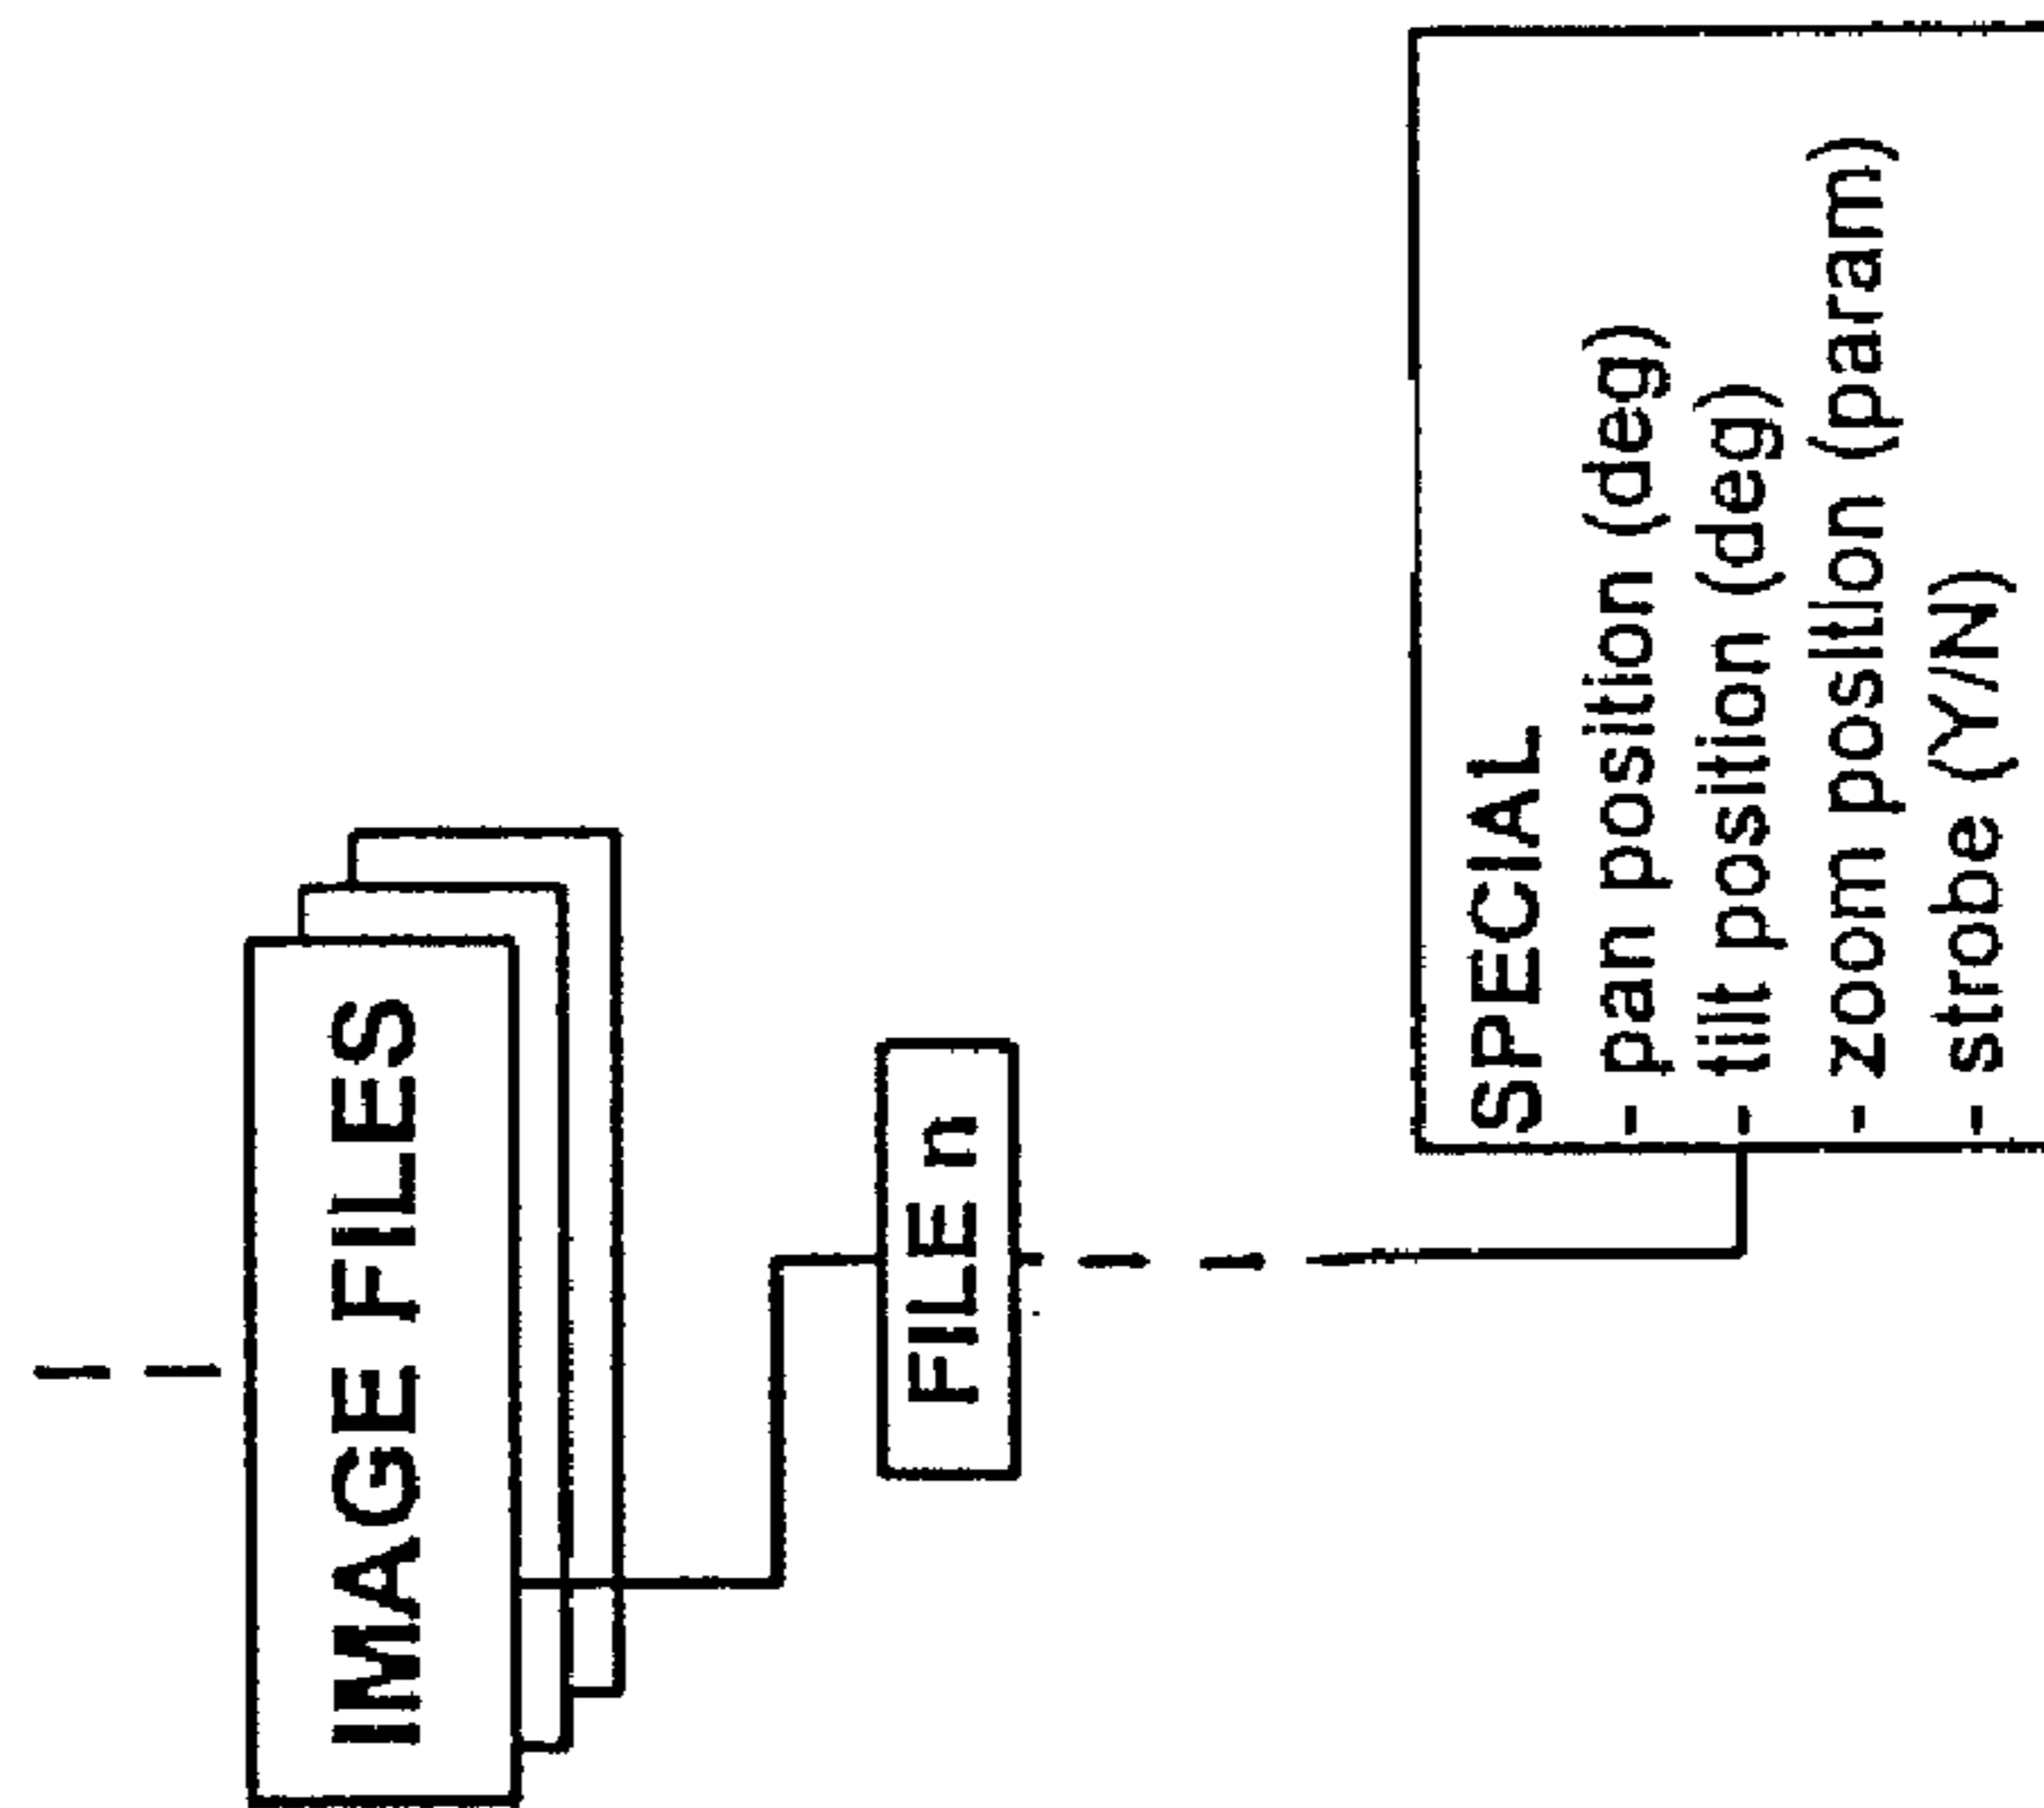 IMAGE FILES
FILE n
SPECIAL
- pan position (deg)
- tilt position (deg)
- zoom position (param)
- strobe (Y/N)